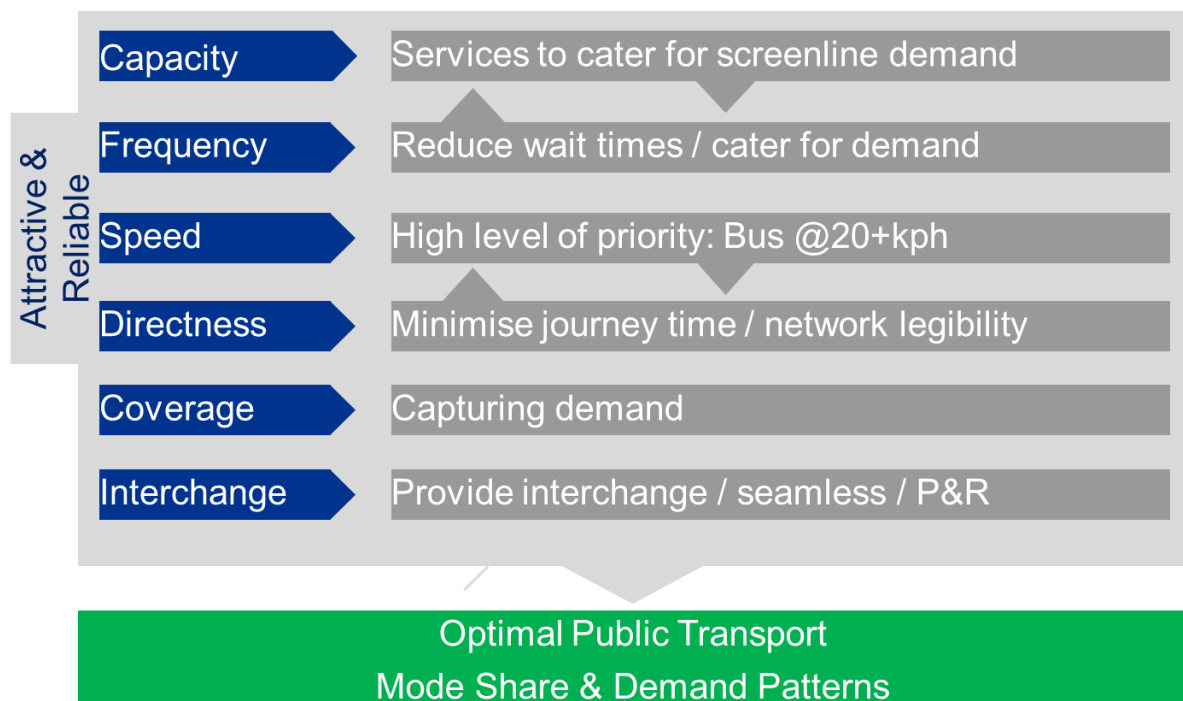 Capacity
Services to cater for screenline demand
Frequency
Reduce wait times / cater for demand
Attractive &
Reliable
Speed
High level of priority: Bus @20+kph
Directness
Minimise journey time / network legibility
Coverage
Capturing demand
Interchange
Provide interchange / seamless / P&R
Optimal Public Transport
Mode Share & Demand Patterns